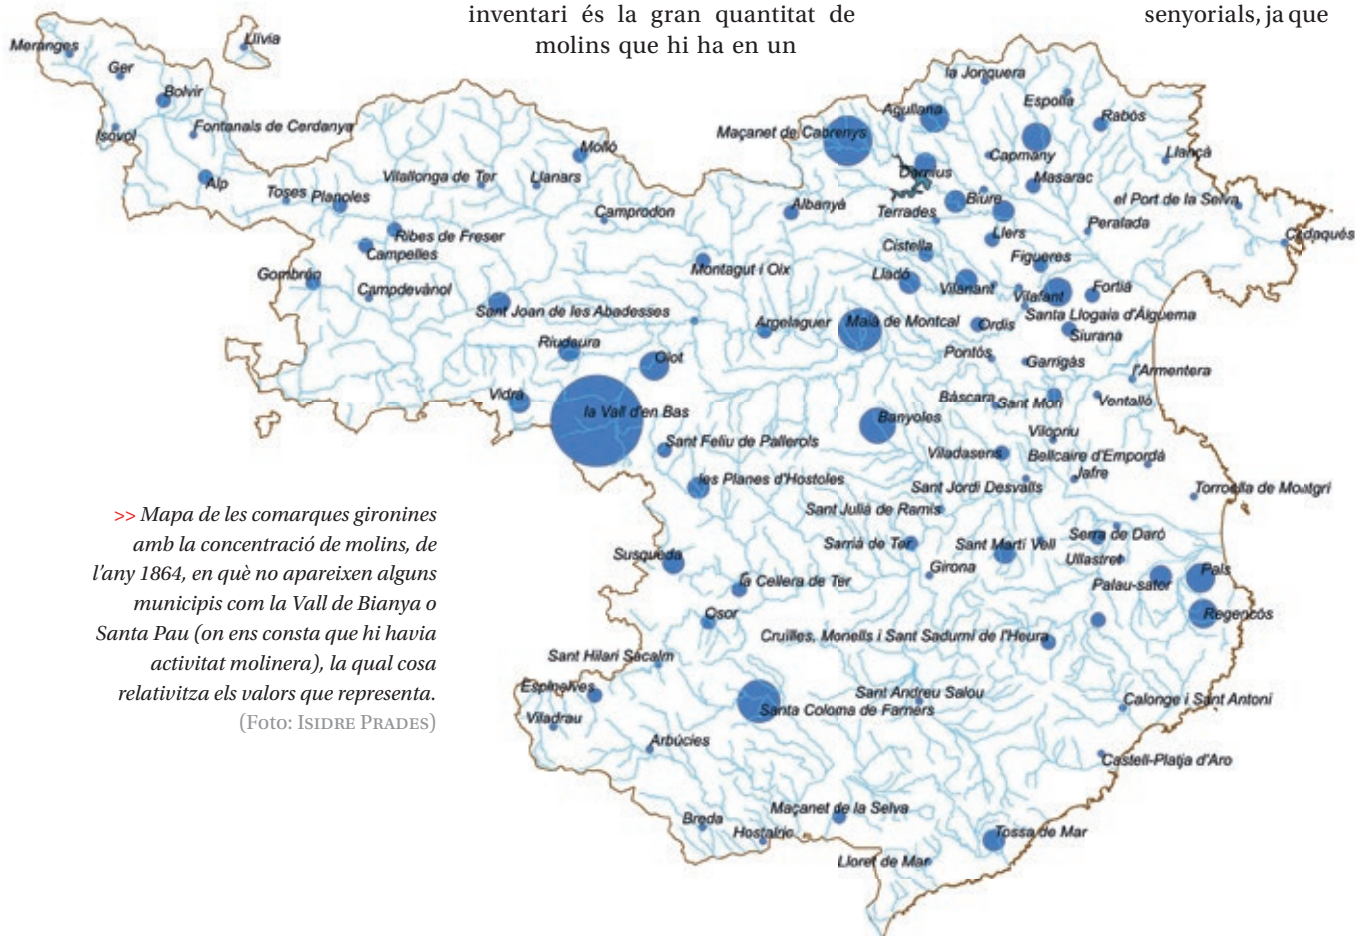 inventari és la gran quantitat de
molins que hi ha en un
senyorials, ja que
Meranges
Llívia
Ger
Bolvir
Isòvol
Fontanals de Cerdanya
Alp
Toses
Planoles
Vilallonga de Ter
Molló
Llanars
Camprodon
Ribes de Freser
Campelles
Gombrèn
Campdevànol
Sant Joan de les Abadesses
Montagut i Oix
Riudaura
Olot
Vidrà
la Vall d'en Bas
Sant Feliu de Pallerols
les Planes d'Hostoles
la Jonquera
Agullana
Espolla
Rabós
Maçanet de Cabrenys
Capmany
Llançà
Darnius
Masarac
Albanyà
Terrades
Biure
el Port de la Selva
Peralada
Cadaqués
Cistella
Llers
Figueres
Lladó
Vilanant
Vilafant
Fortià
Santa Llogaia d'Àlguema
Argelaguer
Maià de Montcal
Ordis
Siurana
Pontós
Garrigàs
l'Armentera
Bàscara
Sant Mori
Ventalló
Banyoles
Vilopriu
Viladasens
Bellcaire d'Empordà
Jafre
Sant Jordi Desvalls
Torroella de Montgrí
Sant Julià de Ramis
Sarrià de Ter
Sant Martí Vell
Serra de Daró
Ullastret
Girona
Palau-sator
Pals
Regencós
Susqueda
la Cellera de Ter
Osor
Cruïlles, Monells i Sant Sadurní de l'Heura
Sant Hilari Sacalm
Espinelves
Viladrau
Santa Coloma de Farners
Sant Andreu Salou
Calonge i Sant Antoni
Arbúcies
Castell-Platja d'Aro
Breda
Hostalric
Maçanet de la Selva
Tossa de Mar
Lloret de Mar
>> Mapa de les comarques gironines
amb la concentració de molins, de
l'any 1864, en què no apareixen alguns
municipis com la Vall de Bianya o
Santa Pau (on ens consta que hi havia
activitat molinera), la qual cosa
relativitza els valors que representa.
(Foto: ISIDRE PRADES)